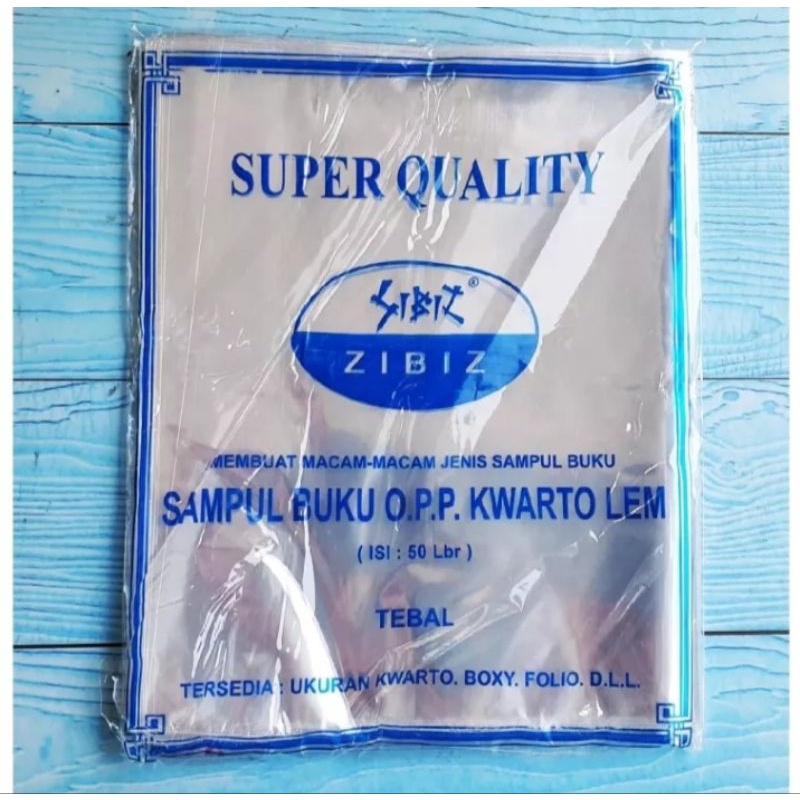 SUPER QUALITY
SIBIZ ®
ZIBIZ
MEMBUAT MACAM-MACAM JENIS SAMPUL BUKU
SAMPUL BUKU O.P.P. KWARTO LEM
( ISI : 50 Lbr )
TEBAL
TERSEDIA : UKURAN KWARTO. BOXY. FOLIO. D.L.L.